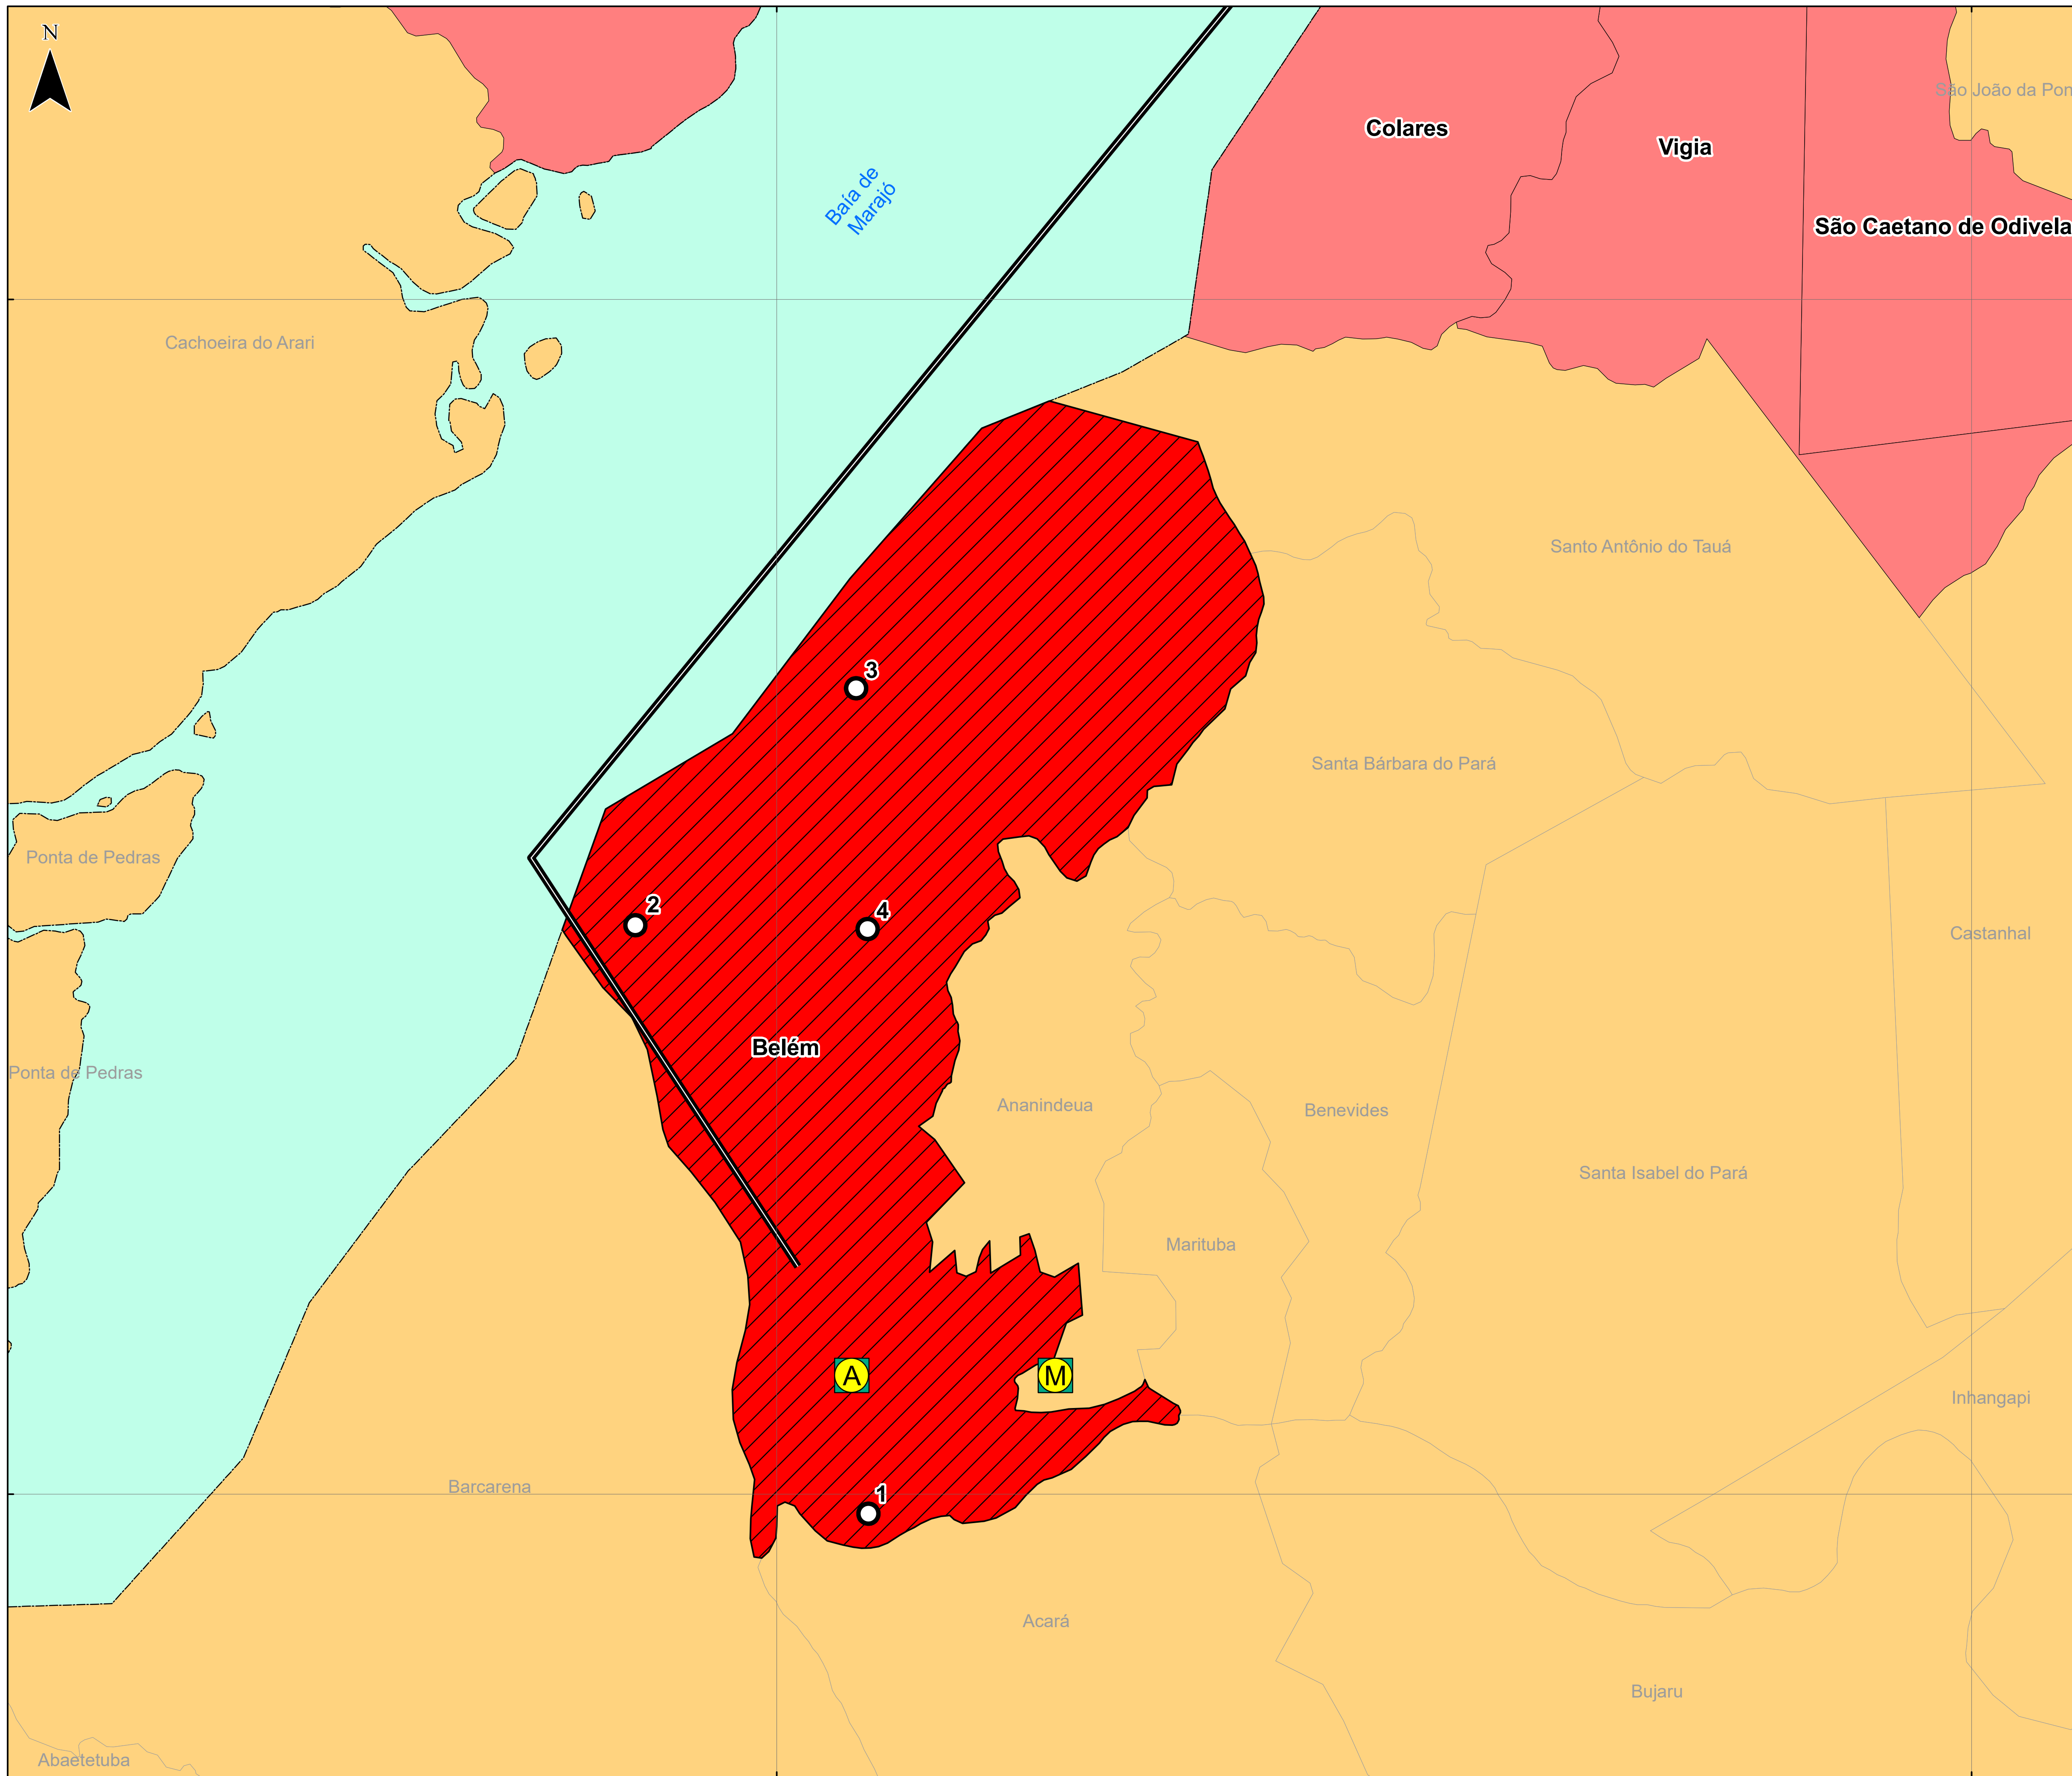 N
São João da Pon
Colares
Vigia
Baía de
Marajó
São Caetano de Odivela
Cachoeira do Arari
Santo Antônio do Tauá
3
Santa Bárbara do Pará
Ponta de Pedras
2
4
Castanhal
Belém
Ponta de Pedras
Ananindeua
Benevides
Santa Isabel do Pará
Marituba
A
M
Inhangapi
Barcarena
1
Acará
Bujaru
Abaetetuba